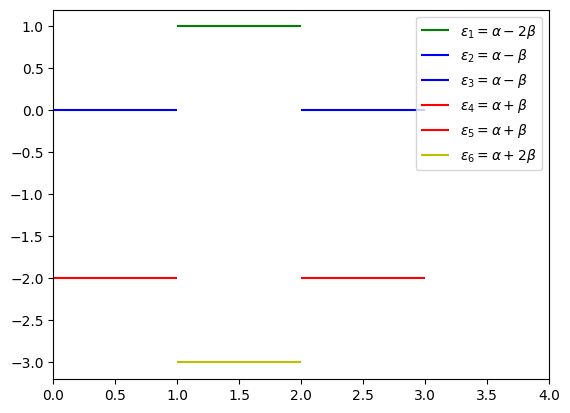 1.0
0.5
0.0
−0.5
−1.0
−1.5
−2.0
−2.5
−3.0
0.0 0.5 1.0 1.5 2.0 2.5 3.0 3.5 4.0
ε₁ = α − 2β
ε₂ = α − β
ε₃ = α − β
ε₄ = α + β
ε₅ = α + β
ε₆ = α + 2β